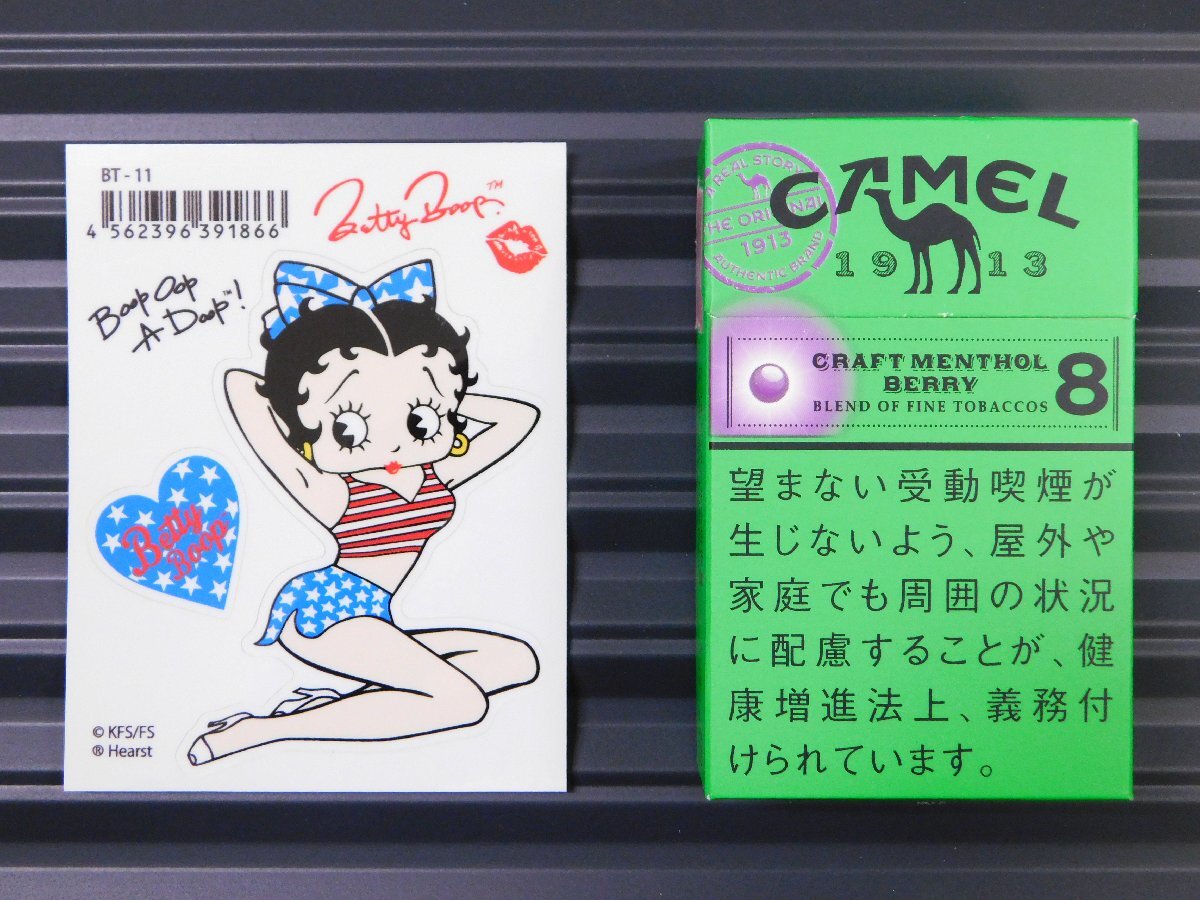 BT - 11
4 562396 391866
Betty Boop.™
Boop Oop
A Doop™!
Betty
Boop™
© KFS/FS
® Hearst
A REAL STORY
THE ORIGINAL
1913
AUTHENTIC BRAND
CAMEL
1913
CRAFT MENTHOL
BERRY
BLEND OF FINE TOBACCOS
8
望まない受動喫煙が
生じないよう、屋外や
家庭でも周囲の状況
に配慮することが、健
康増進法上、義務付
けられています。